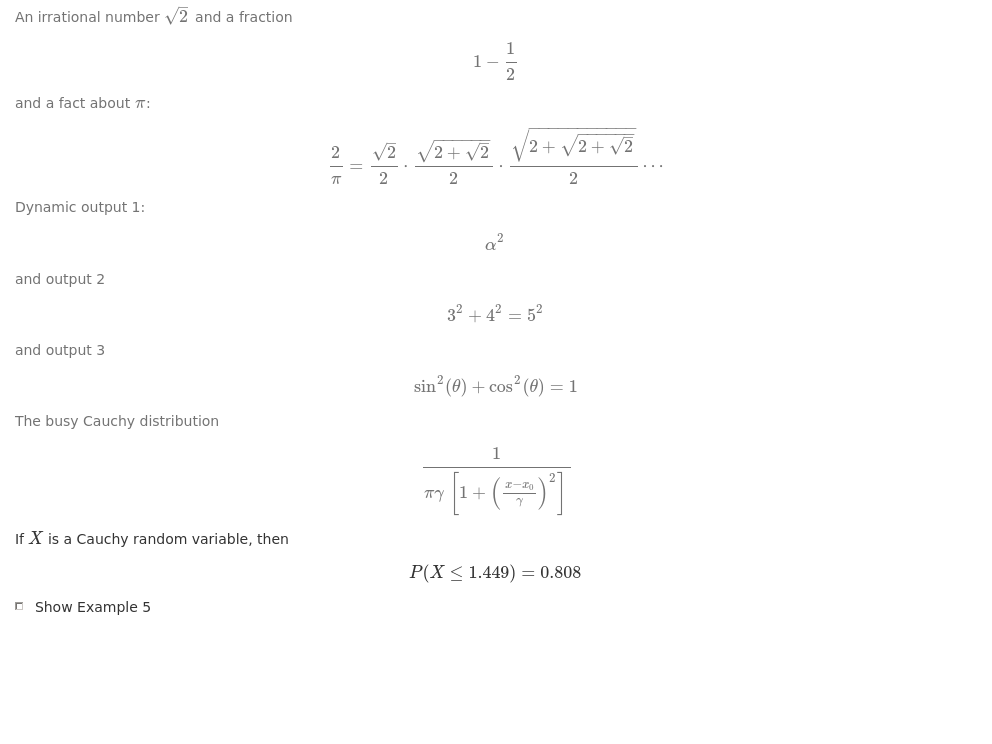 An irrational number $\sqrt{2}$ and a fraction
$1 - \frac{1}{2}$
and a fact about $\pi$:
$\frac{2}{\pi} = \frac{\sqrt{2}}{2} \cdot \frac{\sqrt{2+\sqrt{2}}}{2} \cdot \frac{\sqrt{2+\sqrt{2+\sqrt{2}}}}{2} \cdots$
Dynamic output 1:
$\alpha^2$
and output 2
$3^2 + 4^2 = 5^2$
and output 3
$\sin^2(\theta) + \cos^2(\theta) = 1$
The busy Cauchy distribution
$\frac{1}{\pi\gamma\left[1+\left(\frac{x-x_0}{\gamma}\right)^2\right]}$
If $X$ is a Cauchy random variable, then
$P(X \leq 1.449) = 0.808$
Show Example 5